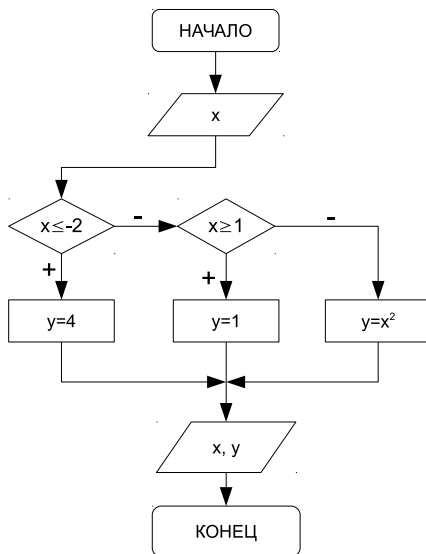 НАЧАЛО
x
x≤-2
-
x≥1
-
+
+
y=4
y=1
y=x²
x, y
КОНЕЦ